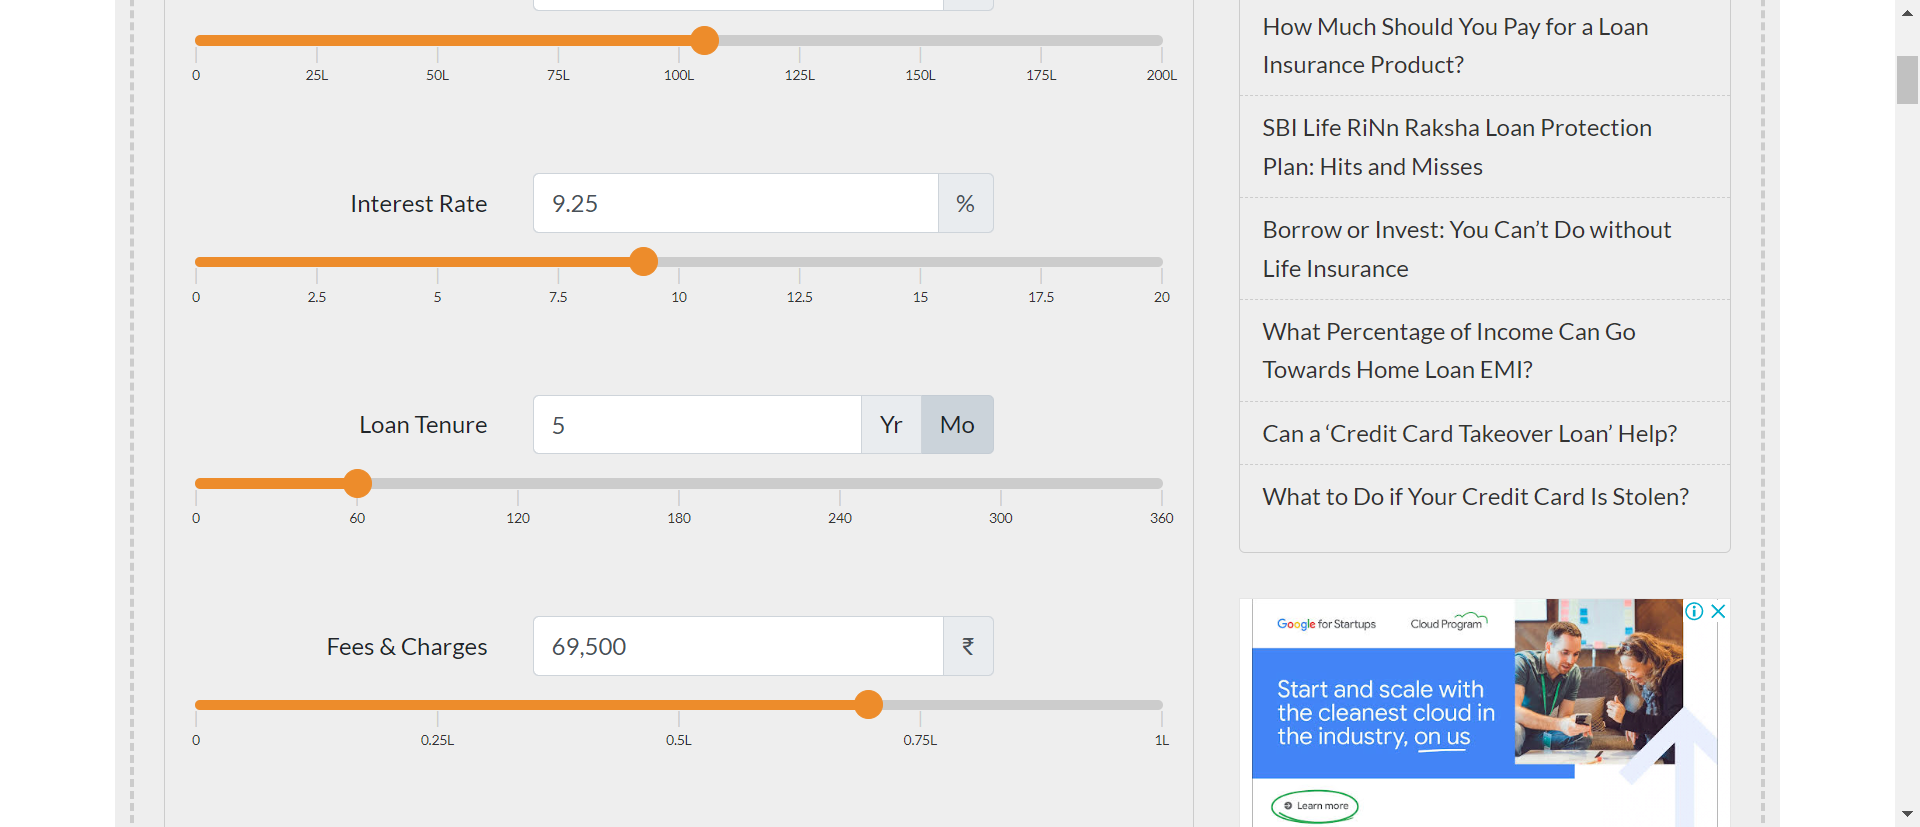 0 25L 50L 75L 100L 125L 150L 175L 200L
Interest Rate 9.25 %
0 2.5 5 7.5 10 12.5 15 17.5 20
Loan Tenure 5 Yr Mo
0 60 120 180 240 300 360
Fees & Charges 69,500 ₹
0 0.25L 0.5L 0.75L 1L
How Much Should You Pay for a Loan
Insurance Product?
SBI Life RiNn Raksha Loan Protection
Plan: Hits and Misses
Borrow or Invest: You Can’t Do without
Life Insurance
What Percentage of Income Can Go
Towards Home Loan EMI?
Can a ‘Credit Card Takeover Loan’ Help?
What to Do if Your Credit Card Is Stolen?
Google for Startups Cloud Program
Start and scale with
the cleanest cloud in
the industry, on us
Learn more